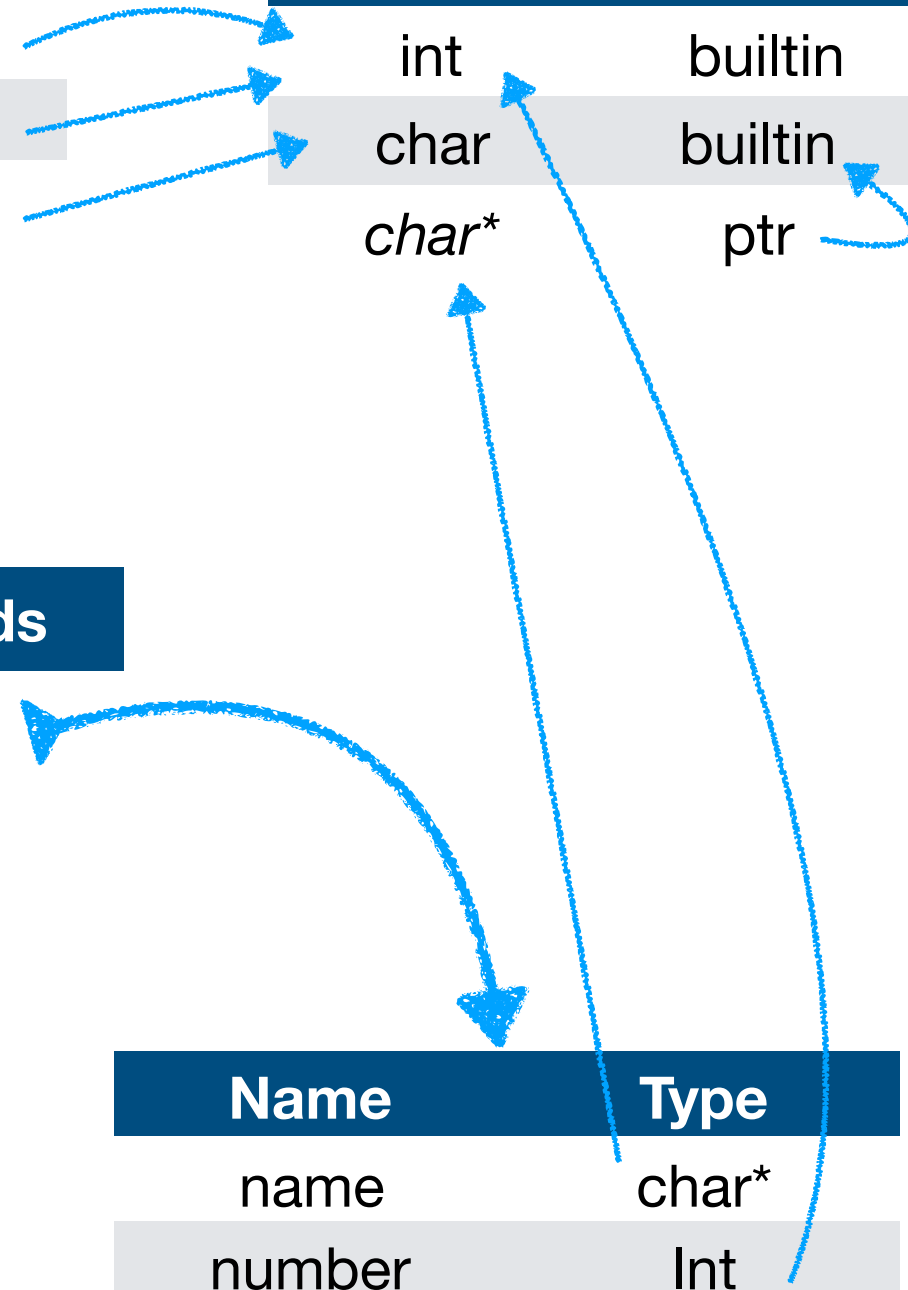 int builtin
char builtin
char* ptr
ds
Name Type
name char*
number Int